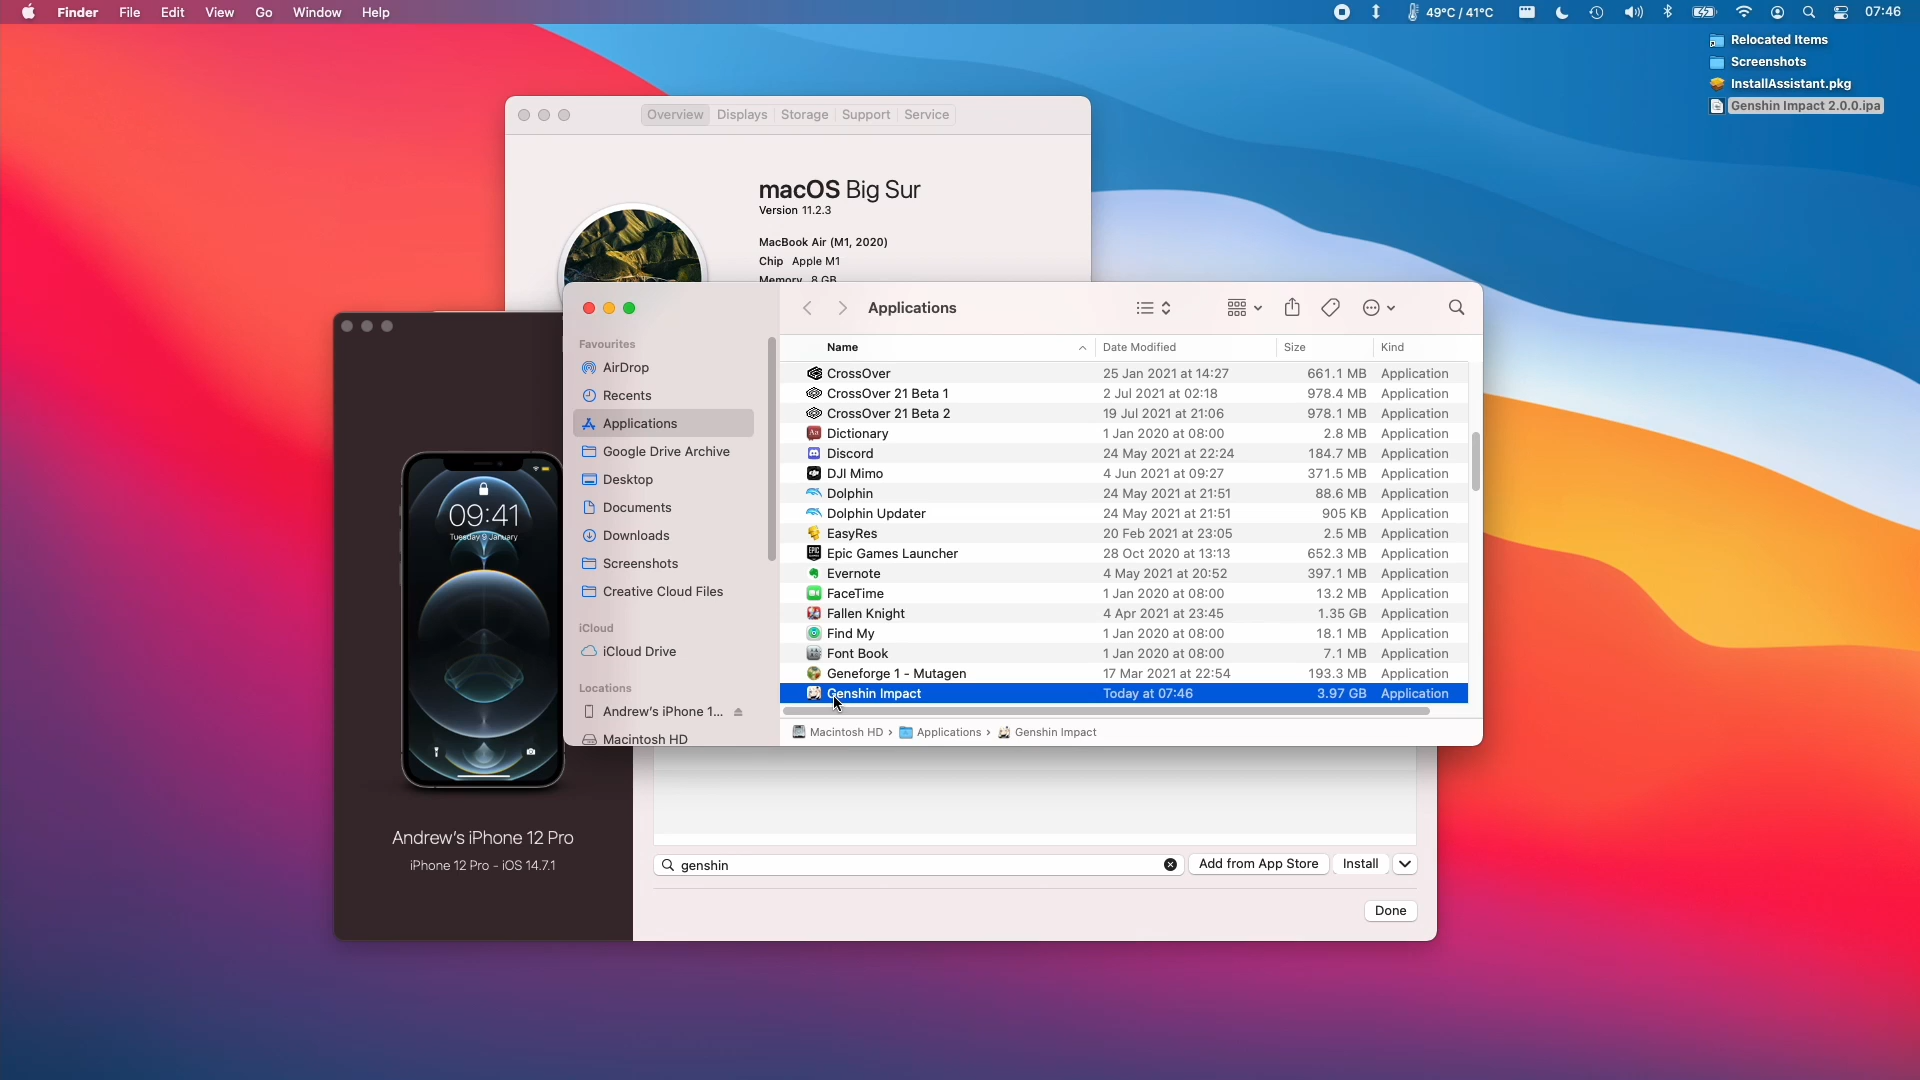 Finder File Edit View Go Window Help
49°C / 41°C 07:46
Relocated Items
Screenshots
InstallAssistant.pkg
Genshin Impact 2.0.0.ipa
Overview Displays Storage Support Service
macOS Big Sur
Version 11.2.3
MacBook Air (M1, 2020)
Chip Apple M1
Memory 8 GB
Applications
Favourites
AirDrop
Recents
Applications
Google Drive Archive
Desktop
Documents
Downloads
Screenshots
Creative Cloud Files
iCloud
iCloud Drive
Locations
Andrew's iPhone 1...
Macintosh HD
Name Date Modified Size Kind
CrossOver 25 Jan 2021 at 14:27 661.1 MB Application
CrossOver 21 Beta 1 2 Jul 2021 at 02:18 978.4 MB Application
CrossOver 21 Beta 2 19 Jul 2021 at 21:06 978.1 MB Application
Dictionary 1 Jan 2020 at 08:00 2.8 MB Application
Discord 24 May 2021 at 22:24 184.7 MB Application
DJI Mimo 4 Jun 2021 at 09:27 371.5 MB Application
Dolphin 24 May 2021 at 21:51 88.6 MB Application
Dolphin Updater 24 May 2021 at 21:51 905 KB Application
EasyRes 20 Feb 2021 at 23:05 2.5 MB Application
Epic Games Launcher 28 Oct 2020 at 13:13 652.3 MB Application
Evernote 4 May 2021 at 20:52 397.1 MB Application
FaceTime 1 Jan 2020 at 08:00 13.2 MB Application
Fallen Knight 4 Apr 2021 at 23:45 1.35 GB Application
Find My 1 Jan 2020 at 08:00 18.1 MB Application
Font Book 1 Jan 2020 at 08:00 7.1 MB Application
Geneforge 1 - Mutagen 17 Mar 2021 at 22:54 193.3 MB Application
Genshin Impact Today at 07:46 3.97 GB Application
Macintosh HD › Applications › Genshin Impact
09:41
Tuesday 9 January
Andrew's iPhone 12 Pro
iPhone 12 Pro - iOS 14.7.1
genshin
Add from App Store
Install
Done